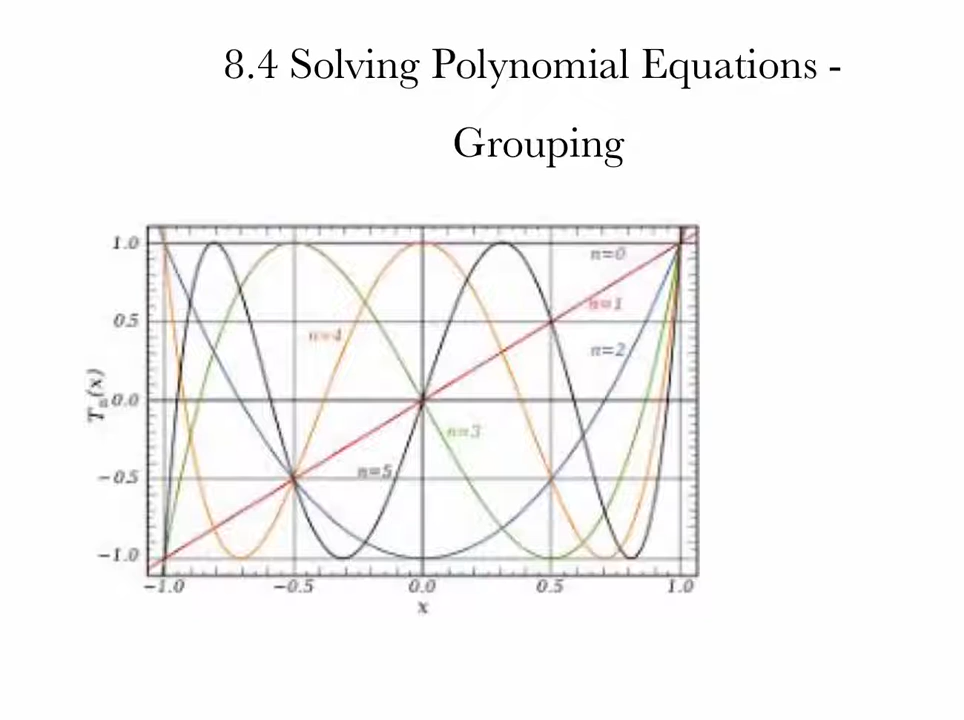 8.4 Solving Polynomial Equations -
Grouping
1.0
n=0
n=1
0.5
n=4
n=2
Tn(x)
0.0
n=3
n=5
−0.5
−1.0
−1.0 −0.5 0.0 0.5 1.0
x